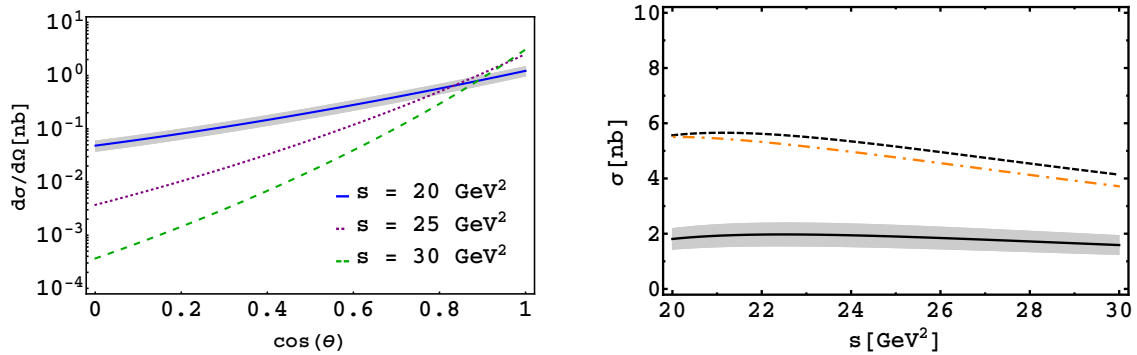 dσ/dΩ[nb]
10¹
10⁰
10⁻¹
10⁻²
10⁻³
10⁻⁴
s = 20 GeV²
s = 25 GeV²
s = 30 GeV²
0 0.2 0.4 0.6 0.8 1
cos(θ)
σ[nb]
10
8
6
4
2
0
20 22 24 26 28 30
s[GeV²]